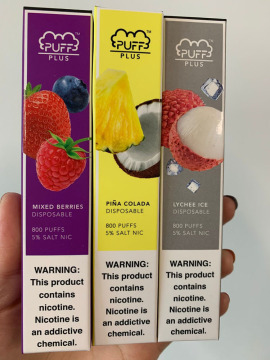 PUFF™
PLUS
MIXED BERRIES
DISPOSABLE
800 PUFFS
5% SALT NIC
WARNING:
This product
contains
nicotine.
Nicotine is
an addictive
chemical.
PUFF™
PLUS
PIÑA COLADA
DISPOSABLE
800 PUFFS
5% SALT NIC
WARNING:
This product
contains
nicotine.
Nicotine is
an addictive
chemical.
PUFF™
PLUS
LYCHEE ICE
DISPOSABLE
800 PUFFS
5% SALT NIC
WARNING:
This product
contains
nicotine.
Nicotine is
an addictive
chemical.